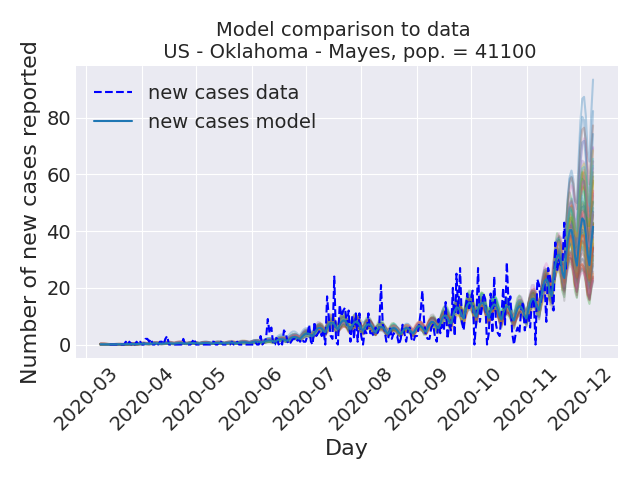 Model comparison to data
US - Oklahoma - Mayes, pop. = 41100
Number of new cases reported
new cases data
new cases model
80
60
40
20
0
2020-03
2020-04
2020-05
2020-06
2020-07
2020-08
2020-09
2020-10
2020-11
2020-12
Day